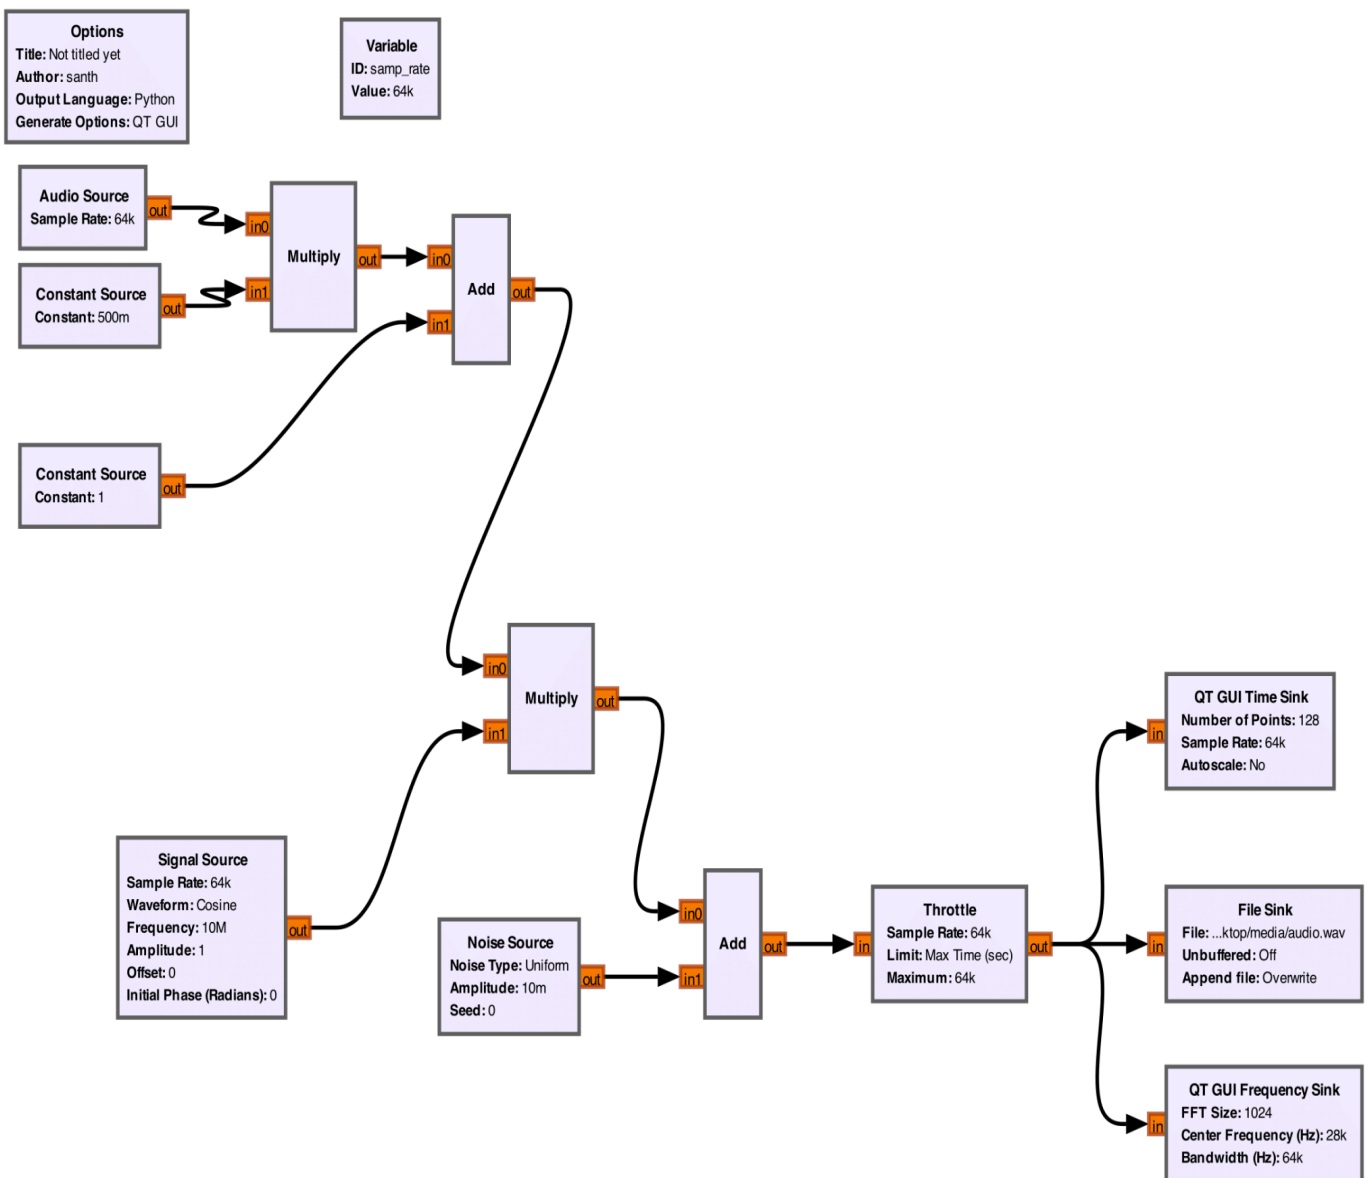 Options
Title: Not titled yet
Author: santh
Output Language: Python
Generate Options: QT GUI
Variable
ID: samp_rate
Value: 64k
Audio Source
Sample Rate: 64k
out
Constant Source
Constant: 500m
out
in0
in1
Multiply
out
in0
in1
Add
out
Constant Source
Constant: 1
out
in0
in1
Multiply
out
Signal Source
Sample Rate: 64k
Waveform: Cosine
Frequency: 10M
Amplitude: 1
Offset: 0
Initial Phase (Radians): 0
out
Noise Source
Noise Type: Uniform
Amplitude: 10m
Seed: 0
out
in0
in1
Add
out
in
Throttle
Sample Rate: 64k
Limit: Max Time (sec)
Maximum: 64k
out
in
QT GUI Time Sink
Number of Points: 128
Sample Rate: 64k
Autoscale: No
in
File Sink
File: ...ktop/media/audio.wav
Unbuffered: Off
Append file: Overwrite
in
QT GUI Frequency Sink
FFT Size: 1024
Center Frequency (Hz): 28k
Bandwidth (Hz): 64k